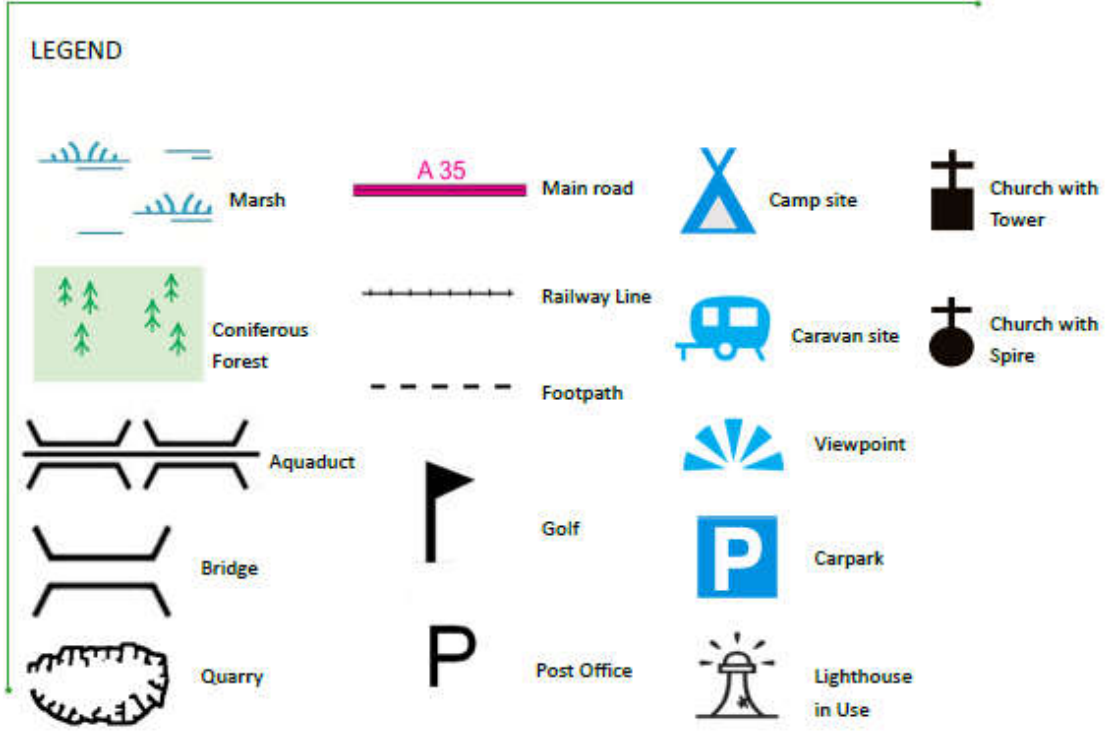 LEGEND
Marsh
Coniferous
Forest
Aquaduct
Bridge
Quarry
A 35
Main road
Railway Line
Footpath
Golf
P
Post Office
Camp site
Caravan site
Viewpoint
P
Carpark
Lighthouse
in Use
Church with
Tower
Church with
Spire